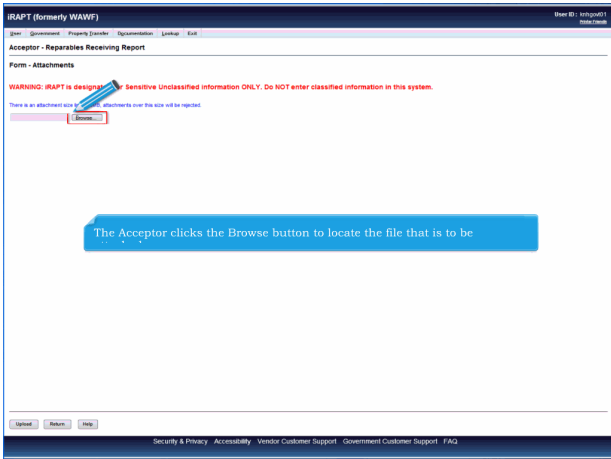 iRAPT (formerly WAWF)
User ID : knhgov01
Printer Friendly
User Government Property Transfer Documentation Lookup Exit
Acceptor - Reparables Receiving Report
Form - Attachments
WARNING: iRAPT is Sensitive Unclassified information ONLY. Do NOT enter classified information in this system.
There is an attachment size attachments over this size will be rejected.
Browse...
The Acceptor clicks the Browse button to locate the file that is to be
Upload Return Help
Security & Privacy Accessibility Vendor Customer Support Government Customer Support FAQ